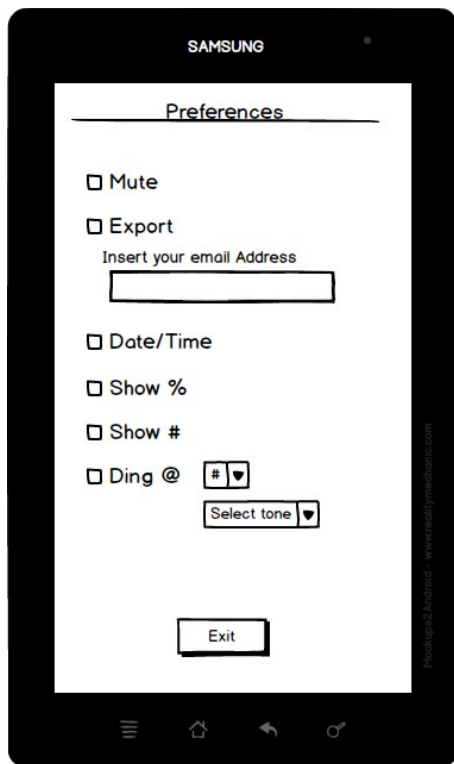 SAMSUNG
Preferences
Mute
Export
Insert your email Address
Date/Time
Show %
Show #
Ding @ #
Select tone
Exit
Mockups2Android - www.realitymechanic.com